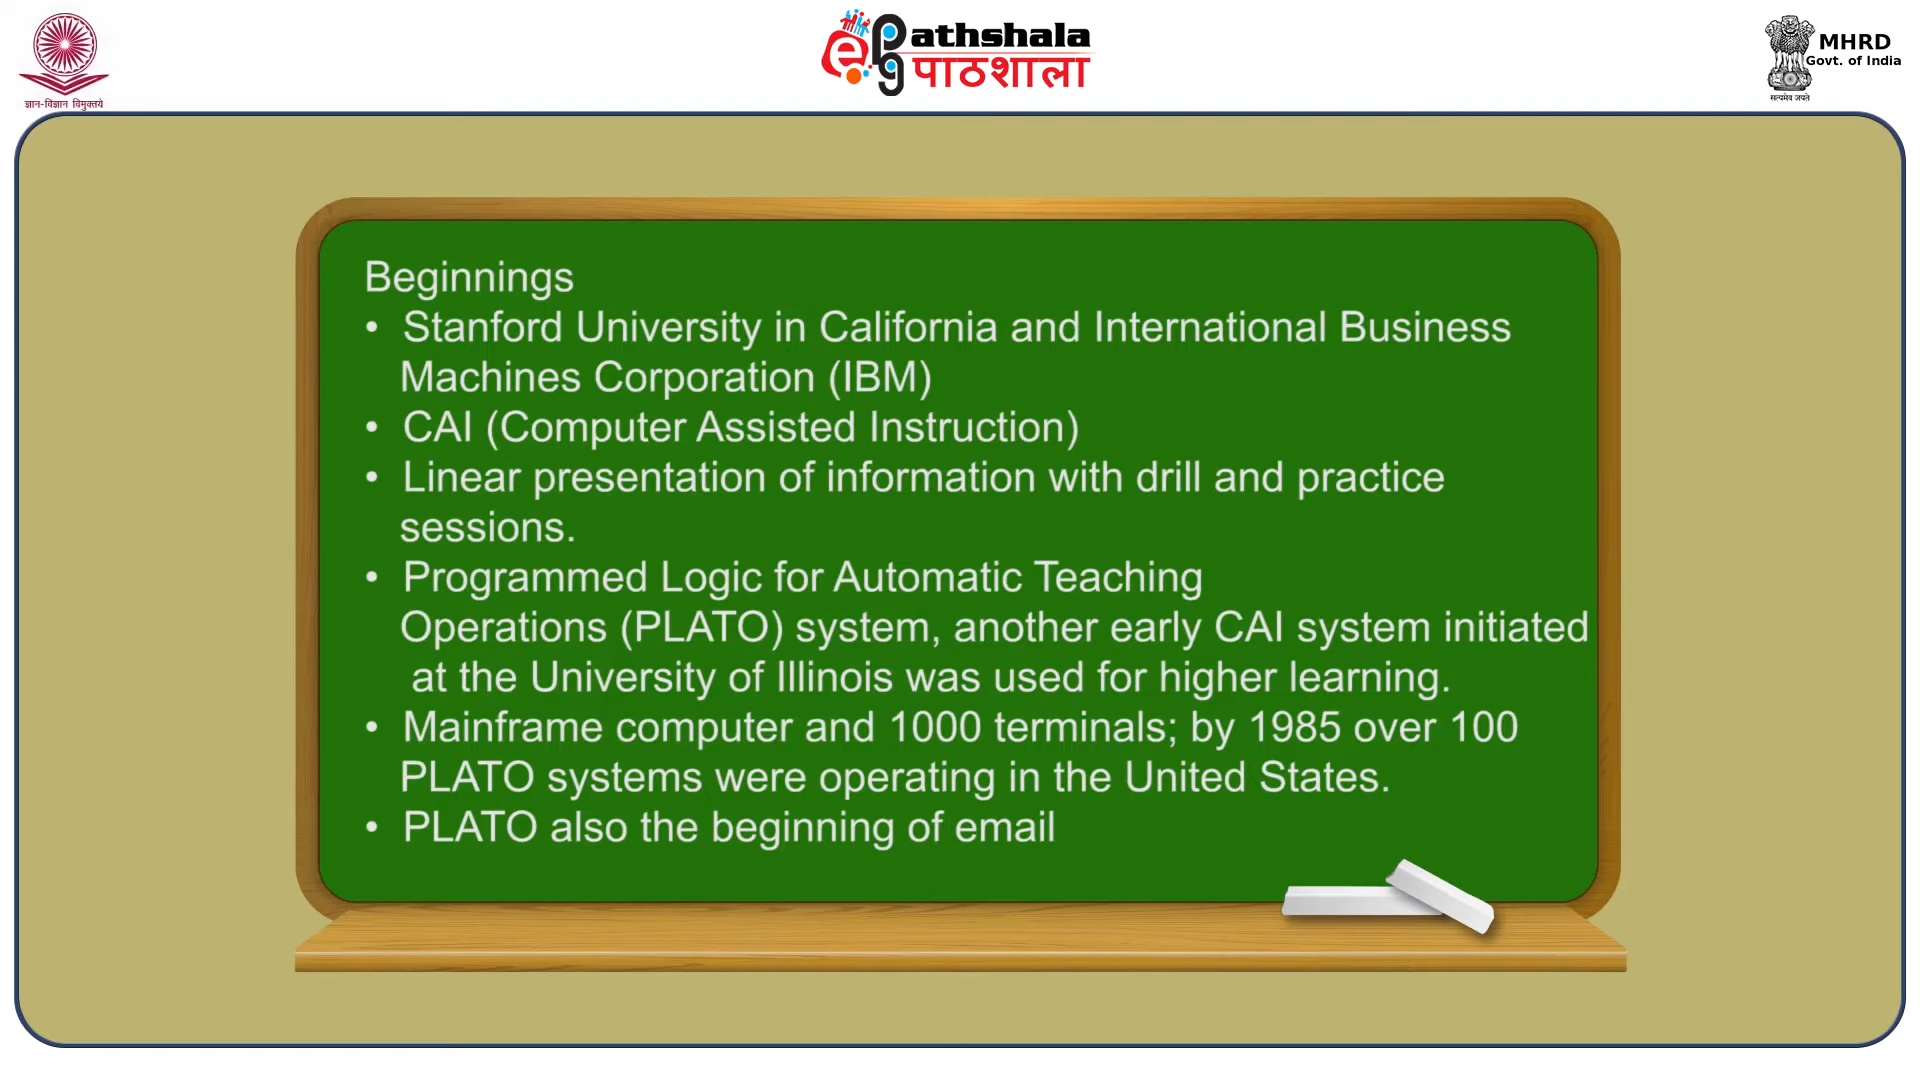 ज्ञान-विज्ञान विमुक्तये
ePathshala
पाठशाला
MHRD
Govt. of India
सत्यमेव जयते
Beginnings
• Stanford University in California and International Business
Machines Corporation (IBM)
• CAI (Computer Assisted Instruction)
• Linear presentation of information with drill and practice
sessions.
• Programmed Logic for Automatic Teaching
Operations (PLATO) system, another early CAI system initiated
at the University of Illinois was used for higher learning.
• Mainframe computer and 1000 terminals; by 1985 over 100
PLATO systems were operating in the United States.
• PLATO also the beginning of email